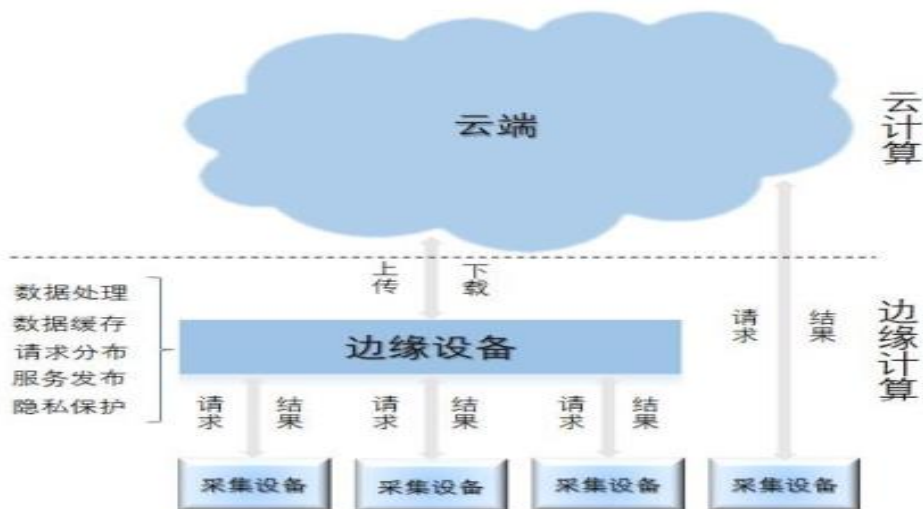 云端
云计算
上传
下载
数据处理
数据缓存
请求分布
服务发布
隐私保护
边缘设备
请求
结果
边缘计算
请求
结果
请求
结果
请求
结果
采集设备
采集设备
采集设备
采集设备